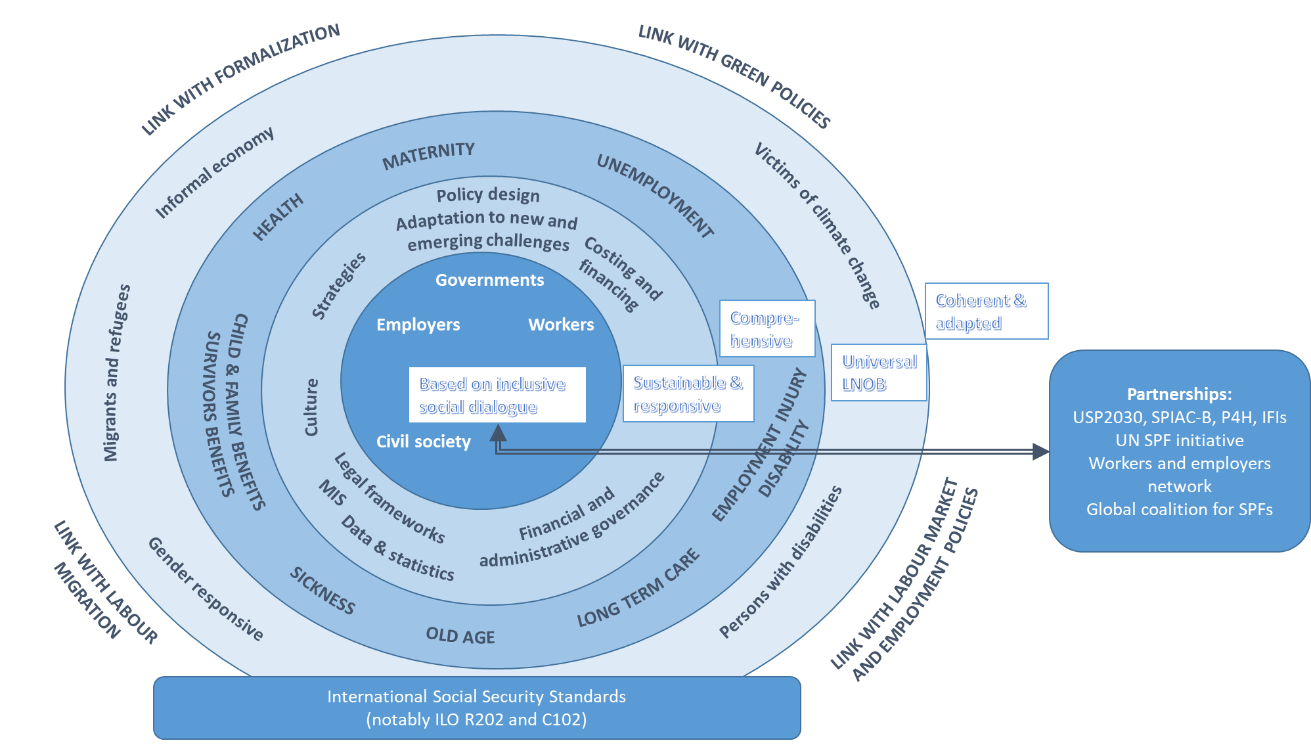 LINK WITH FORMALIZATION
LINK WITH GREEN POLICIES
Informal economy
Victims of climate change
Migrants and refugees
Gender responsive
Persons with disabilities
LINK WITH LABOUR
MIGRATION
LINK WITH LABOUR MARKET
AND EMPLOYMENT POLICIES
MATERNITY
UNEMPLOYMENT
HEALTH
CHILD & FAMILY BENEFITS
SURVIVORS BENEFITS
EMPLOYMENT INJURY
DISABILITY
SICKNESS
OLD AGE
LONG TERM CARE
Policy design
Adaptation to new and
emerging challenges
Costing and
financing
Strategies
Culture
Legal frameworks
MIS
Data & statistics
Financial and
administrative governance
Governments
Employers
Workers
Based on inclusive
social dialogue
Civil society
Sustainable &
responsive
Compre-
hensive
Universal
LNOB
Coherent &
adapted
Partnerships:
USP2030, SPIAC-B, P4H, IFIs
UN SPF initiative
Workers and employers
network
Global coalition for SPFs
International Social Security Standards
(notably ILO R202 and C102)